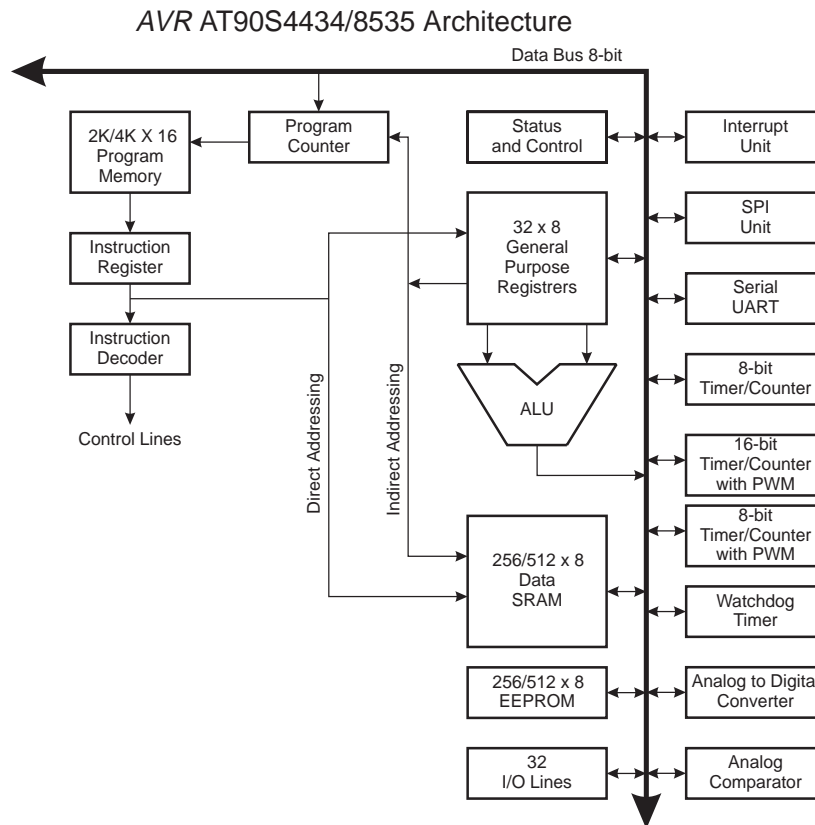 AVR AT90S4434/8535 Architecture
Data Bus 8-bit
2K/4K X 16
Program
Memory
Program
Counter
Status
and Control
Interrupt
Unit
32 x 8
General
Purpose
Registrers
SPI
Unit
Instruction
Register
Serial
UART
Instruction
Decoder
8-bit
Timer/Counter
ALU
Control Lines
Direct Addressing
Indirect Addressing
16-bit
Timer/Counter
with PWM
8-bit
Timer/Counter
with PWM
256/512 x 8
Data
SRAM
Watchdog
Timer
256/512 x 8
EEPROM
Analog to Digital
Converter
32
I/O Lines
Analog
Comparator